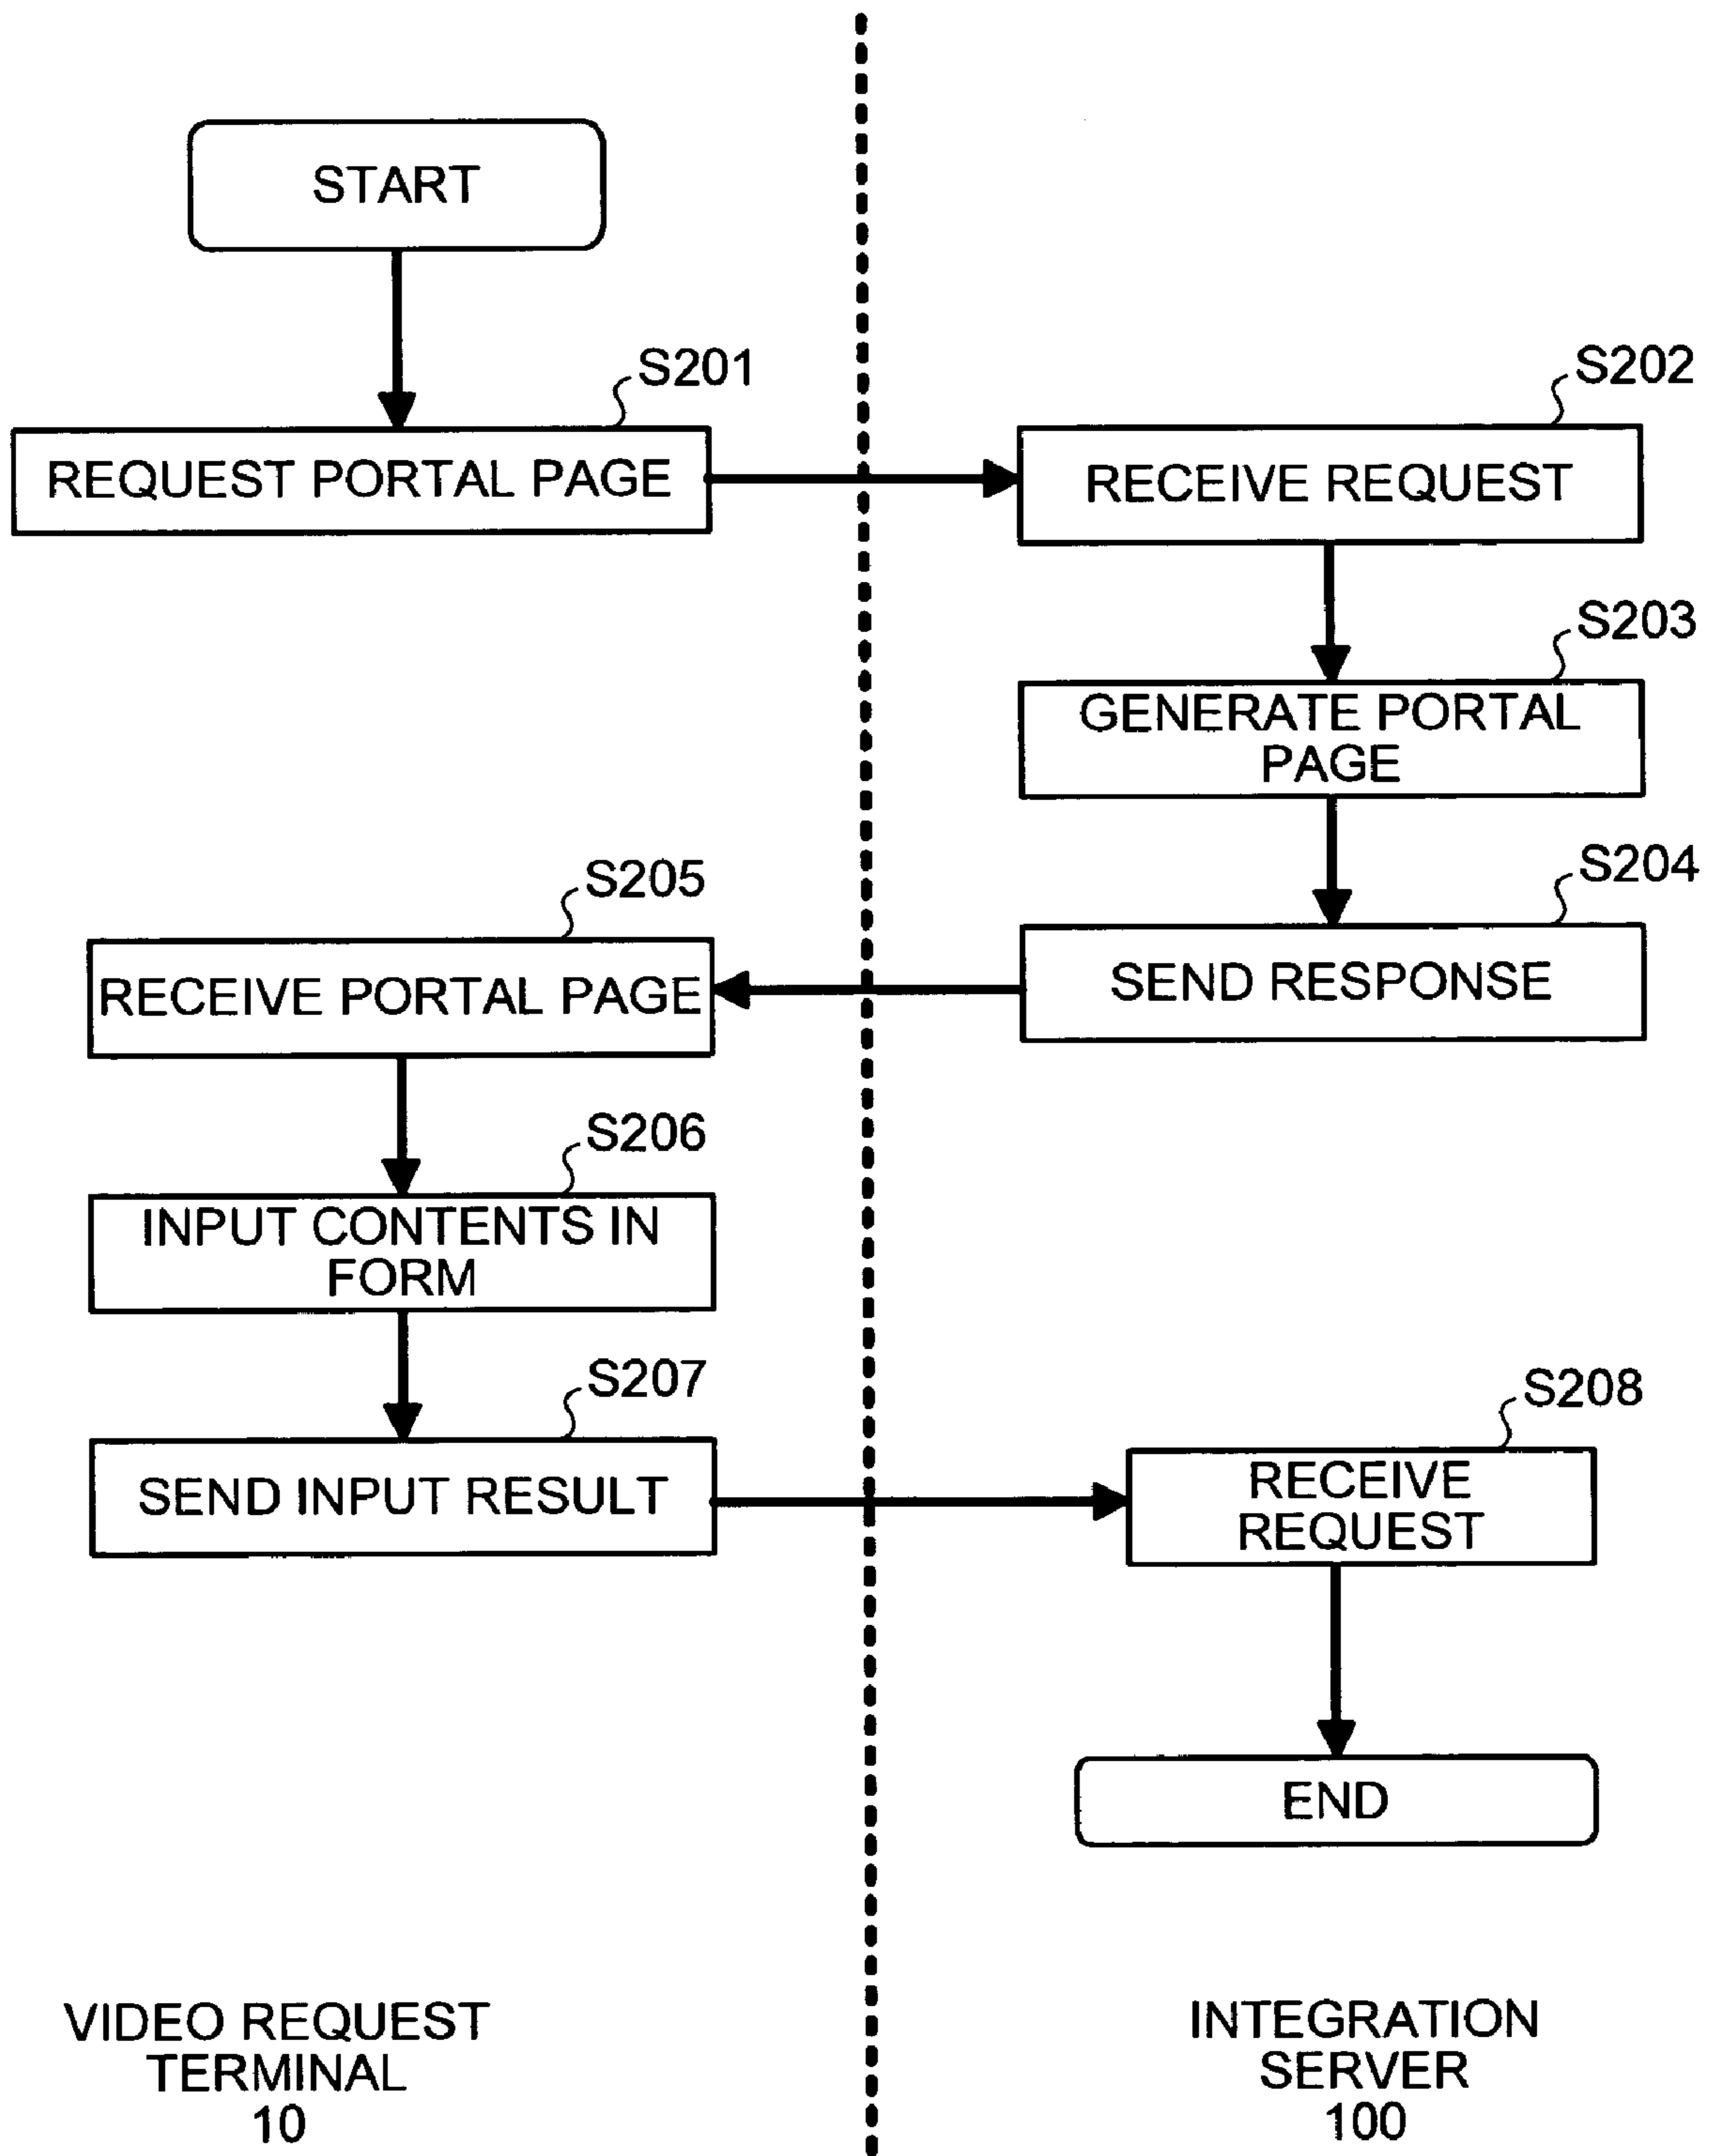 START
S201
REQUEST PORTAL PAGE
S202
RECEIVE REQUEST
S203
GENERATE PORTAL
PAGE
S204
SEND RESPONSE
S205
RECEIVE PORTAL PAGE
S206
INPUT CONTENTS IN
FORM
S207
SEND INPUT RESULT
S208
RECEIVE
REQUEST
END
VIDEO REQUEST
TERMINAL
10
INTEGRATION
SERVER
100